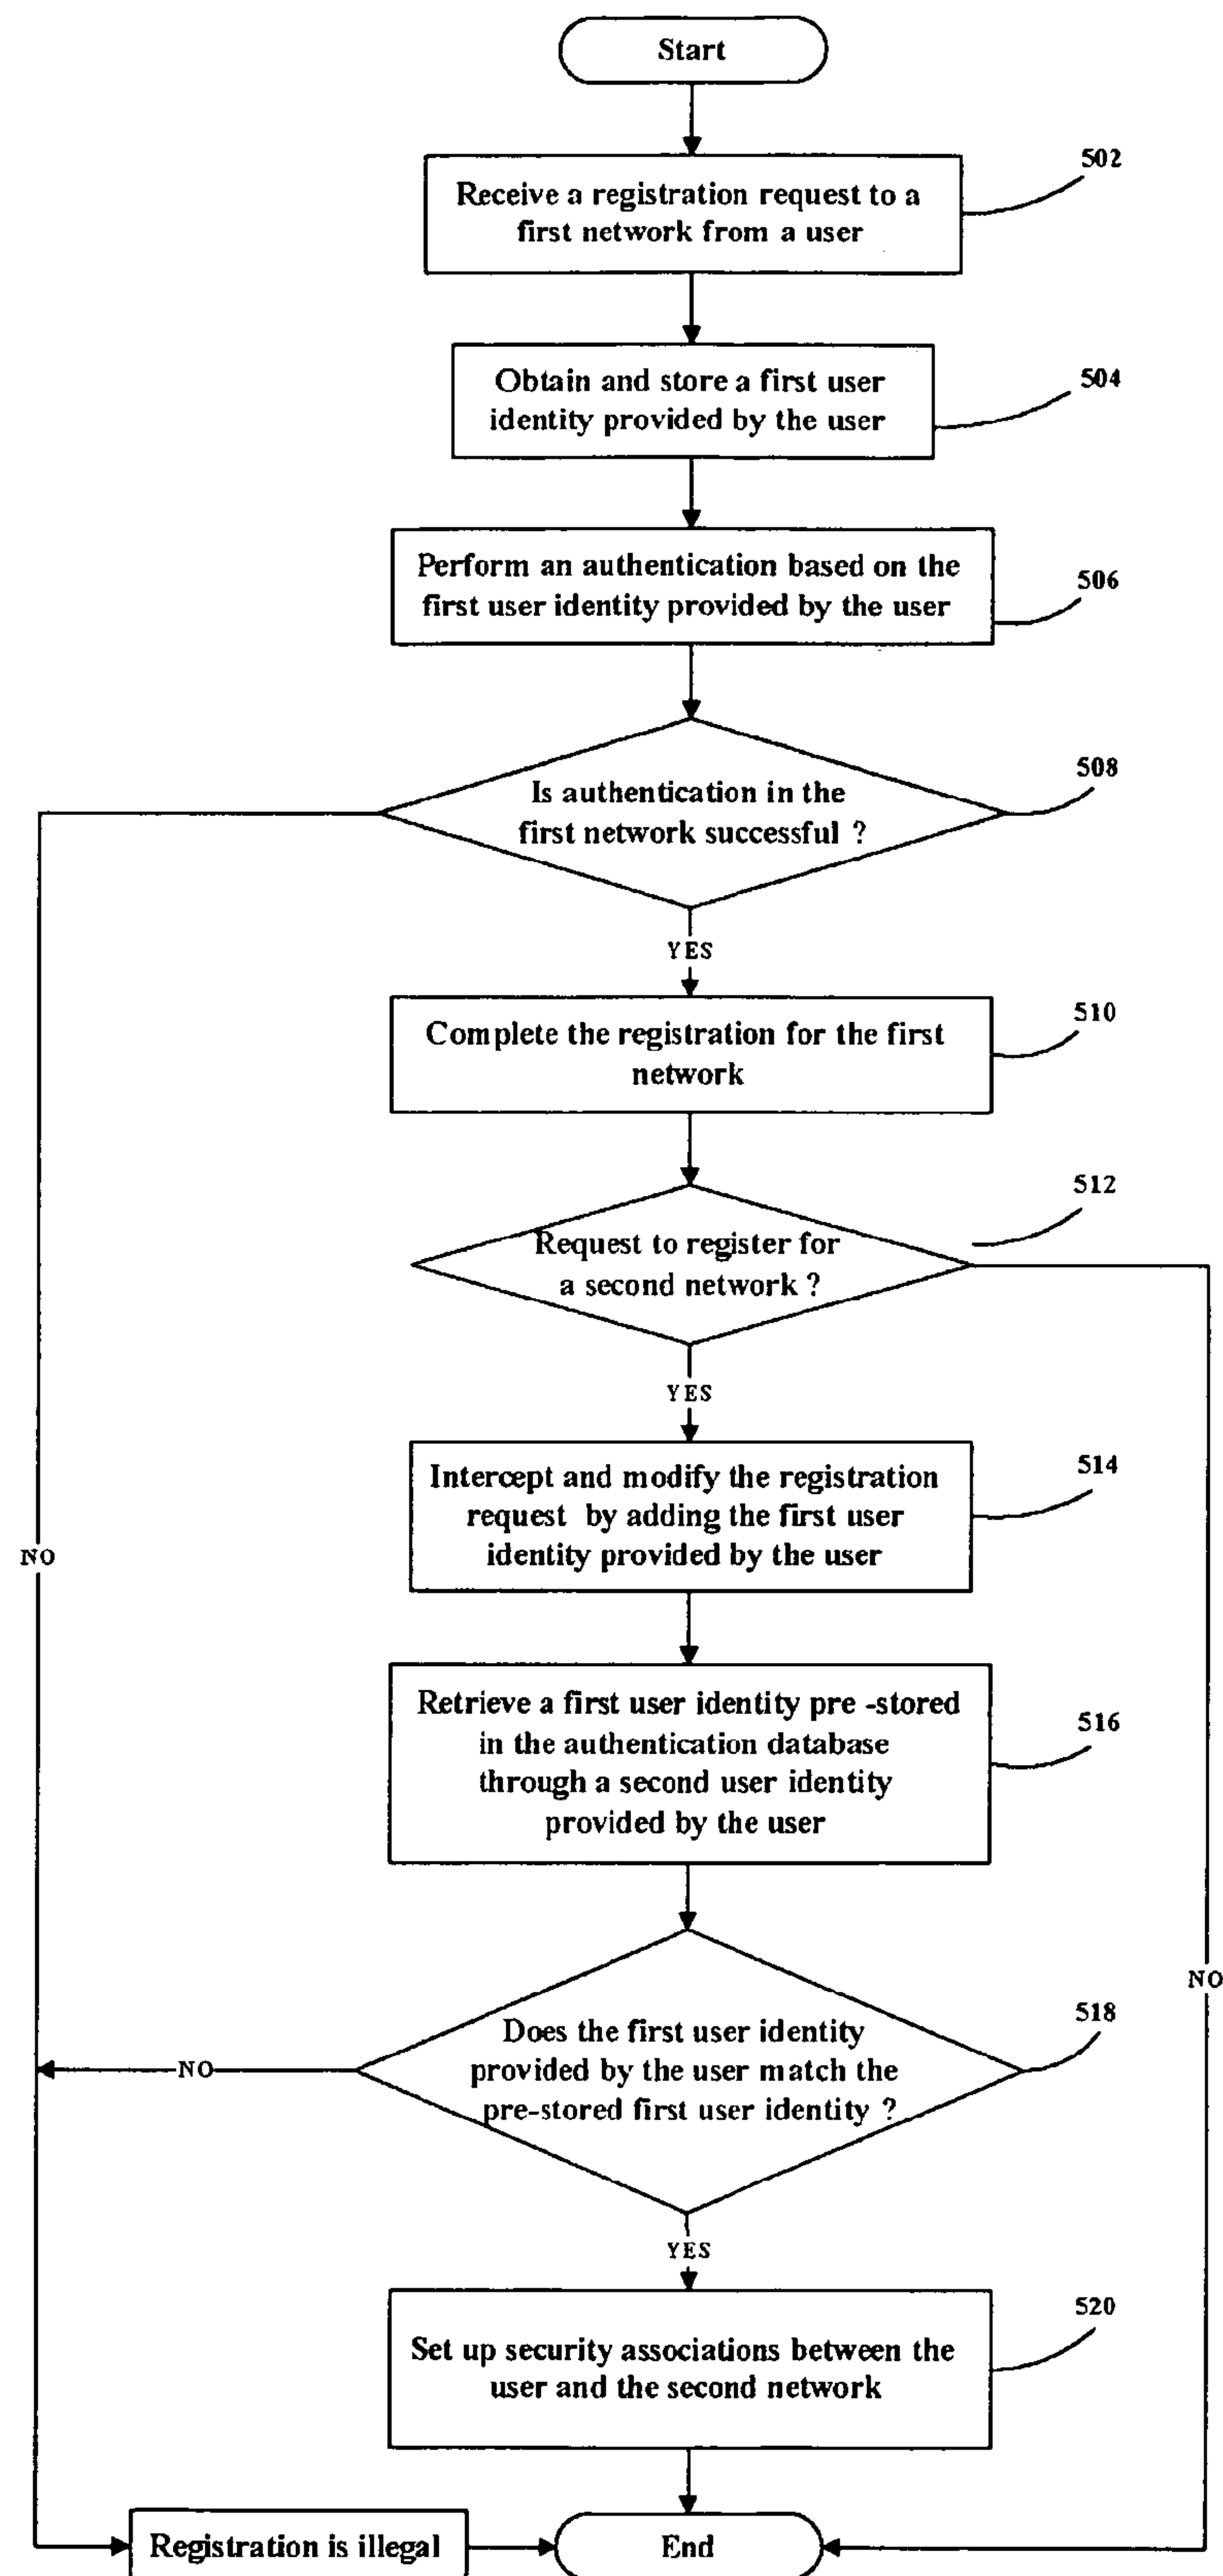 Start
502
Receive a registration request to a
first network from a user
504
Obtain and store a first user
identity provided by the user
506
Perform an authentication based on the
first user identity provided by the user
508
Is authentication in the
first network successful ?
YES
510
Complete the registration for the first
network
512
Request to register for
a second network ?
YES
514
Intercept and modify the registration
request by adding the first user
identity provided by the user
NO
516
Retrieve a first user identity pre -stored
in the authentication database
through a second user identity
provided by the user
NO
518
Does the first user identity
provided by the user match the
pre-stored first user identity ?
NO
YES
520
Set up security associations between the
user and the second network
Registration is illegal
End